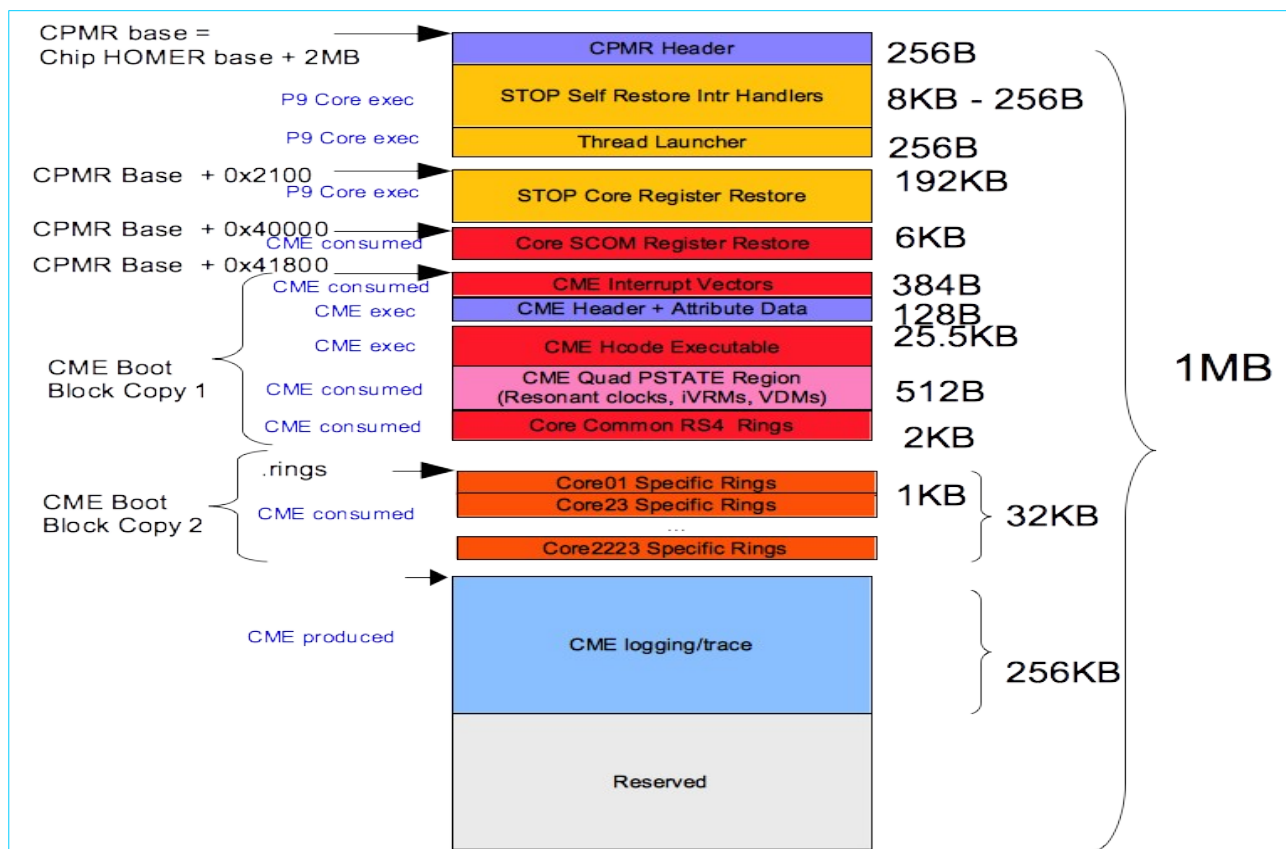 CPMR base =
Chip HOMER base + 2MB
CPMR Header
256B
P9 Core exec
STOP Self Restore Intr Handlers
8KB - 256B
P9 Core exec
Thread Launcher
256B
CPMR Base + 0x2100
P9 Core exec
STOP Core Register Restore
192KB
CPMR Base + 0x40000
CME consumed
Core SCOM Register Restore
6KB
CPMR Base + 0x41800
CME consumed
CME Interrupt Vectors
384B
CME exec
CME Header + Attribute Data
128B
CME exec
CME Hcode Executable
25.5KB
CME Boot
Block Copy 1
CME consumed
CME Quad PSTATE Region
(Resonant clocks, iVRMs, VDMs)
512B
CME consumed
Core Common RS4 Rings
2KB
1MB
.rings
CME Boot
Block Copy 2
CME consumed
Core01 Specific Rings
1KB
Core23 Specific Rings
...
Core2223 Specific Rings
32KB
CME produced
CME logging/trace
256KB
Reserved